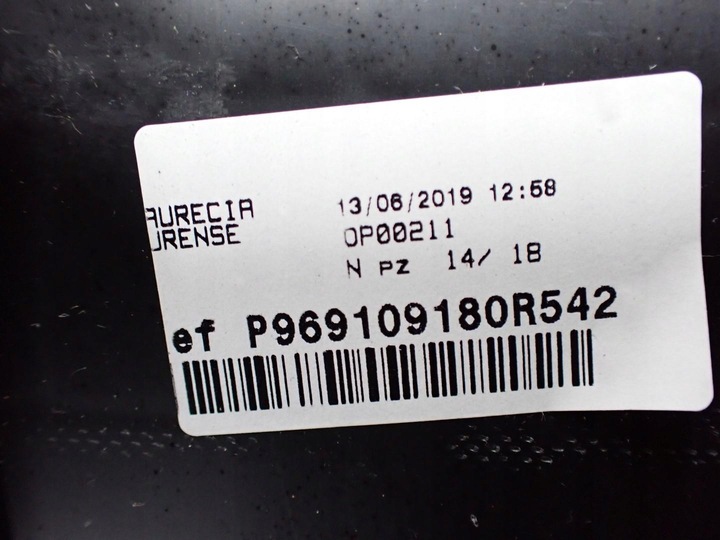 AURECIA 13/06/2019 12:58
URENSE OP00211
N PZ 14/ 18
ef P969109180R542